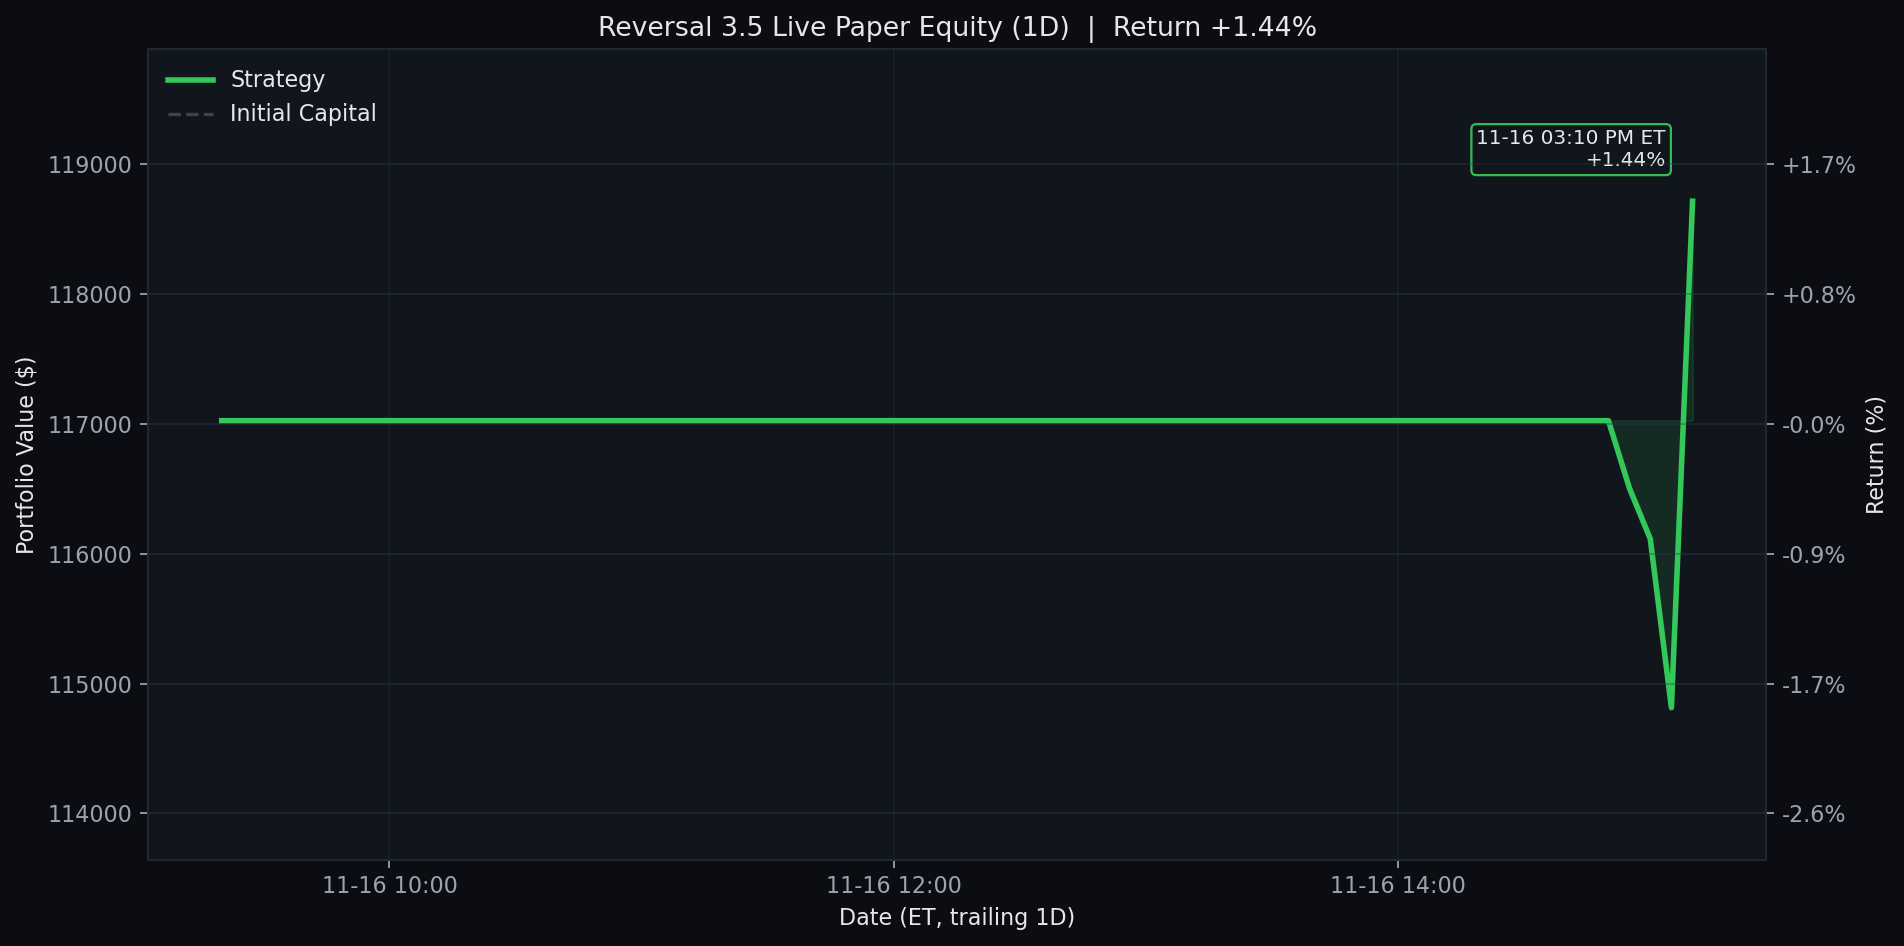 Reversal 3.5 Live Paper Equity (1D)  |  Return +1.44%
Strategy
Initial Capital
11-16 03:10 PM ET
+1.44%
119000
118000
117000
116000
115000
114000
Portfolio Value ($)
+1.7%
+0.8%
-0.0%
-0.9%
-1.7%
-2.6%
Return (%)
11-16 10:00
11-16 12:00
11-16 14:00
Date (ET, trailing 1D)